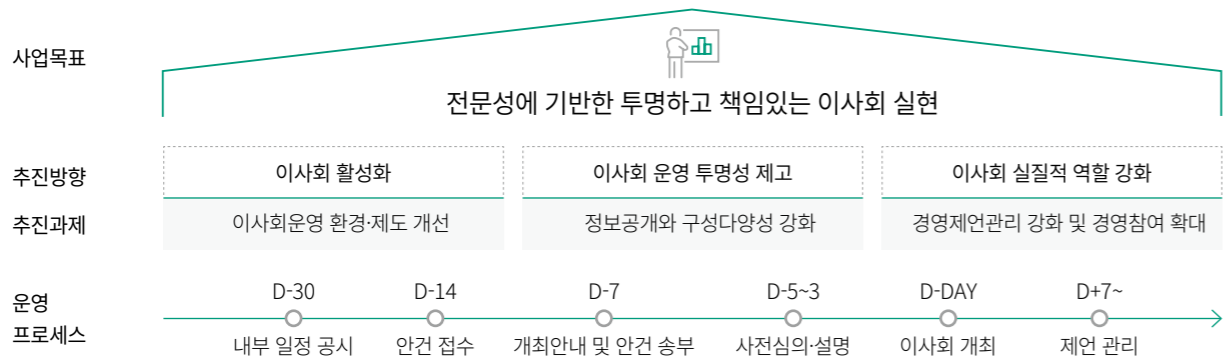 사업목표
전문성에 기반한 투명하고 책임있는 이사회 실현
추진방향
이사회 활성화
이사회 운영 투명성 제고
이사회 실질적 역할 강화
추진과제
이사회운영 환경·제도 개선
정보공개와 구성다양성 강화
경영제언관리 강화 및 경영참여 확대
운영
프로세스
D-30
D-14
D-7
D-5~3
D-DAY
D+7~
내부 일정 공시
안건 접수
개최안내 및 안건 송부
사전심의·설명
이사회 개최
제언 관리